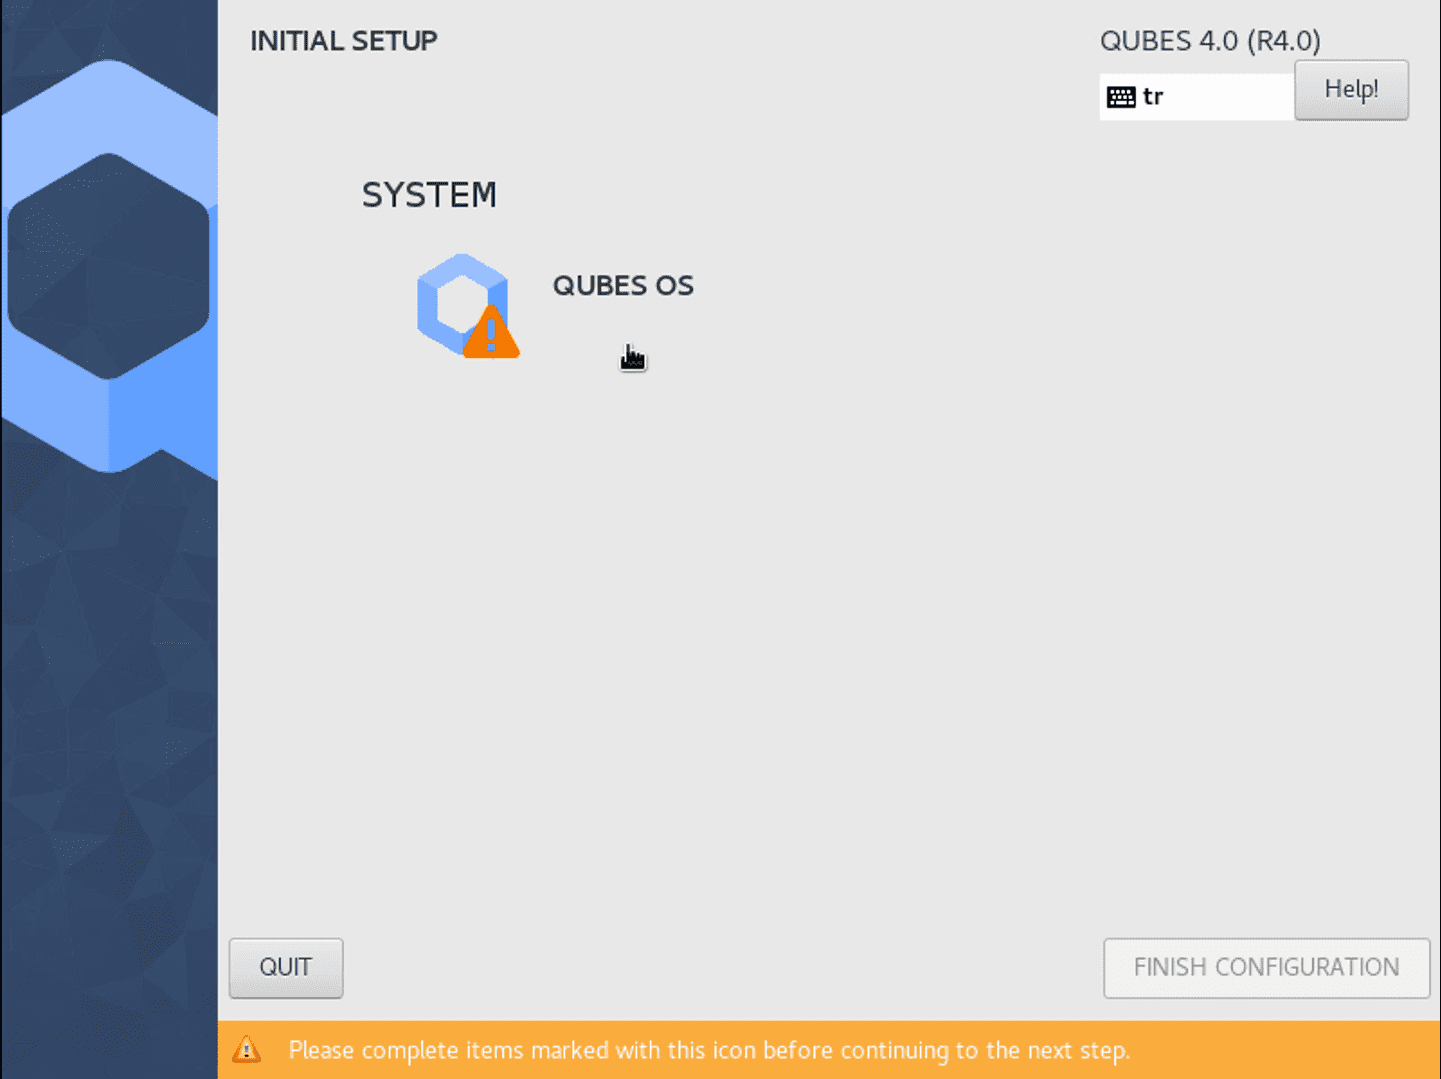 INITIAL SETUP
QUBES 4.0 (R4.0)
tr
Help!
SYSTEM
QUBES OS
QUIT
FINISH CONFIGURATION
Please complete items marked with this icon before continuing to the next step.